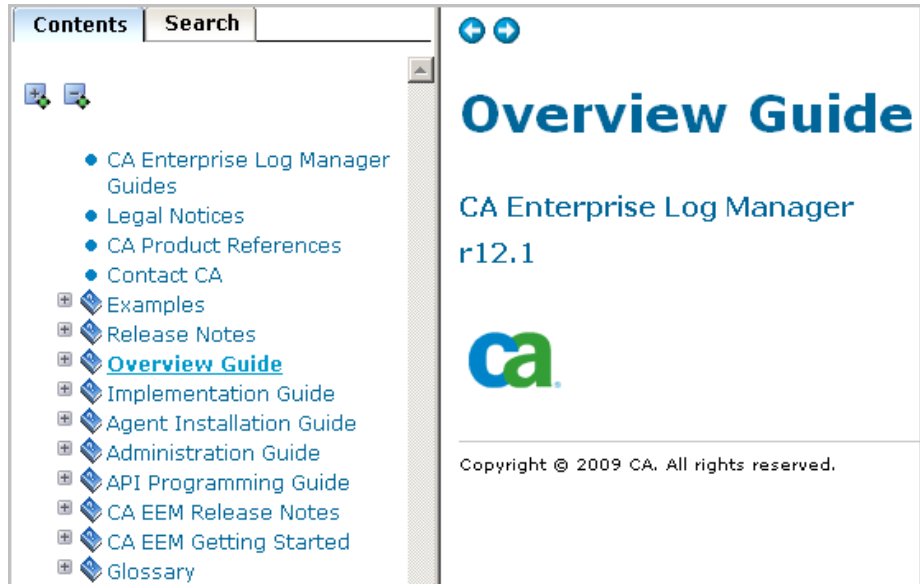 Contents
Search
CA Enterprise Log Manager
Guides
Legal Notices
CA Product References
Contact CA
Examples
Release Notes
Overview Guide
Implementation Guide
Agent Installation Guide
Administration Guide
API Programming Guide
CA EEM Release Notes
CA EEM Getting Started
Glossary
Overview Guide
CA Enterprise Log Manager
r12.1
ca
Copyright © 2009 CA. All rights reserved.